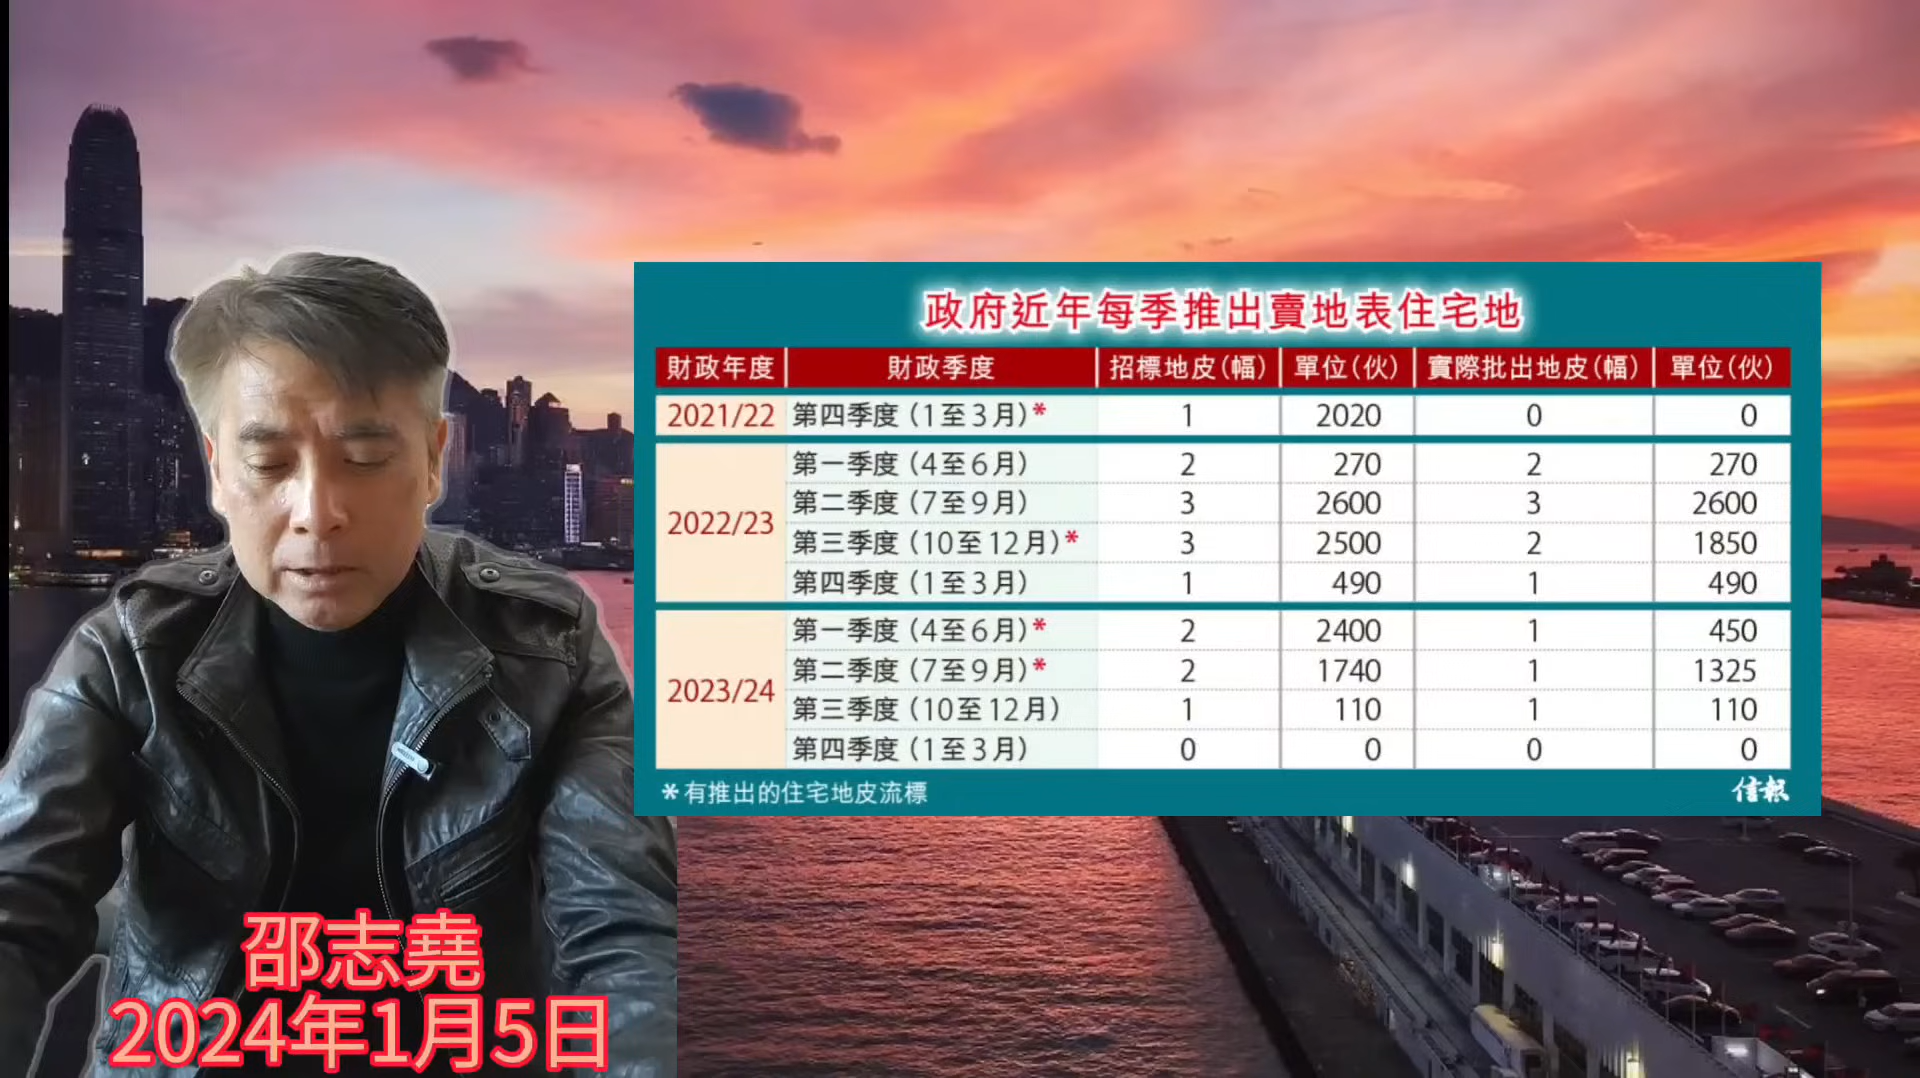 政府近年每季推出賣地表住宅地
財政年度 財政季度 招標地皮(幅) 單位(伙) 實際批出地皮(幅) 單位(伙)
2021/22 第四季度(1至3月)* 1 2020 0 0
2022/23 第一季度(4至6月) 2 270 2 270
第二季度(7至9月) 3 2600 3 2600
第三季度(10至12月)* 3 2500 2 1850
第四季度(1至3月) 1 490 1 490
2023/24 第一季度(4至6月)* 2 2400 1 450
第二季度(7至9月)* 2 1740 1 1325
第三季度(10至12月) 1 110 1 110
第四季度(1至3月) 0 0 0 0
*有推出的住宅地皮流標
信報
邵志堯
2024年1月5日